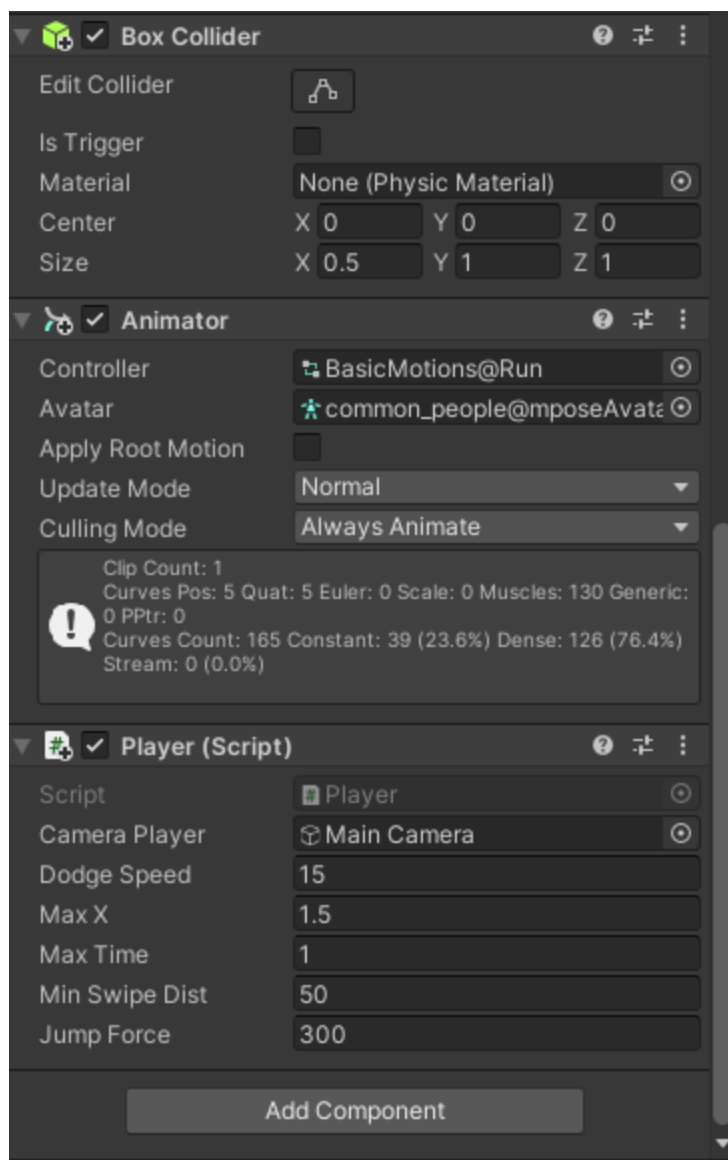 Box Collider
Edit Collider
Is Trigger
Material None (Physic Material)
Center X 0 Y 0 Z 0
Size X 0.5 Y 1 Z 1
Animator
Controller BasicMotions@Run
Avatar common_people@mposeAvata
Apply Root Motion
Update Mode Normal
Culling Mode Always Animate
Clip Count: 1
Curves Pos: 5 Quat: 5 Euler: 0 Scale: 0 Muscles: 130 Generic:
0 PPtr: 0
Curves Count: 165 Constant: 39 (23.6%) Dense: 126 (76.4%)
Stream: 0 (0.0%)
Player (Script)
Script Player
Camera Player Main Camera
Dodge Speed 15
Max X 1.5
Max Time 1
Min Swipe Dist 50
Jump Force 300
Add Component